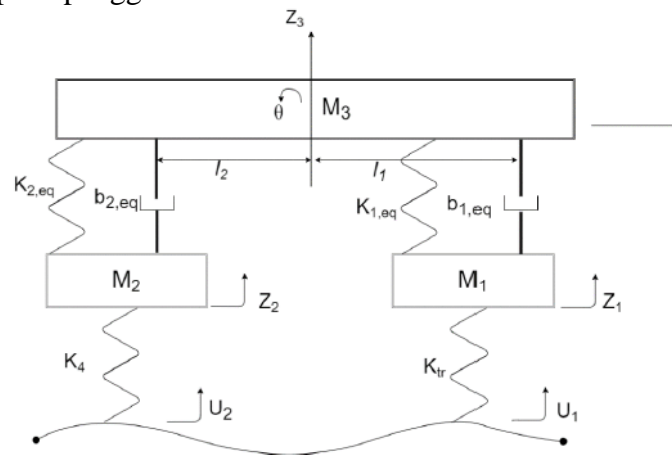 Z3
θ M3
l2 l1
K2,eq b2,eq K1,eq b1,eq
M2 M1
Z2 Z1
K4 Ktr
U2 U1